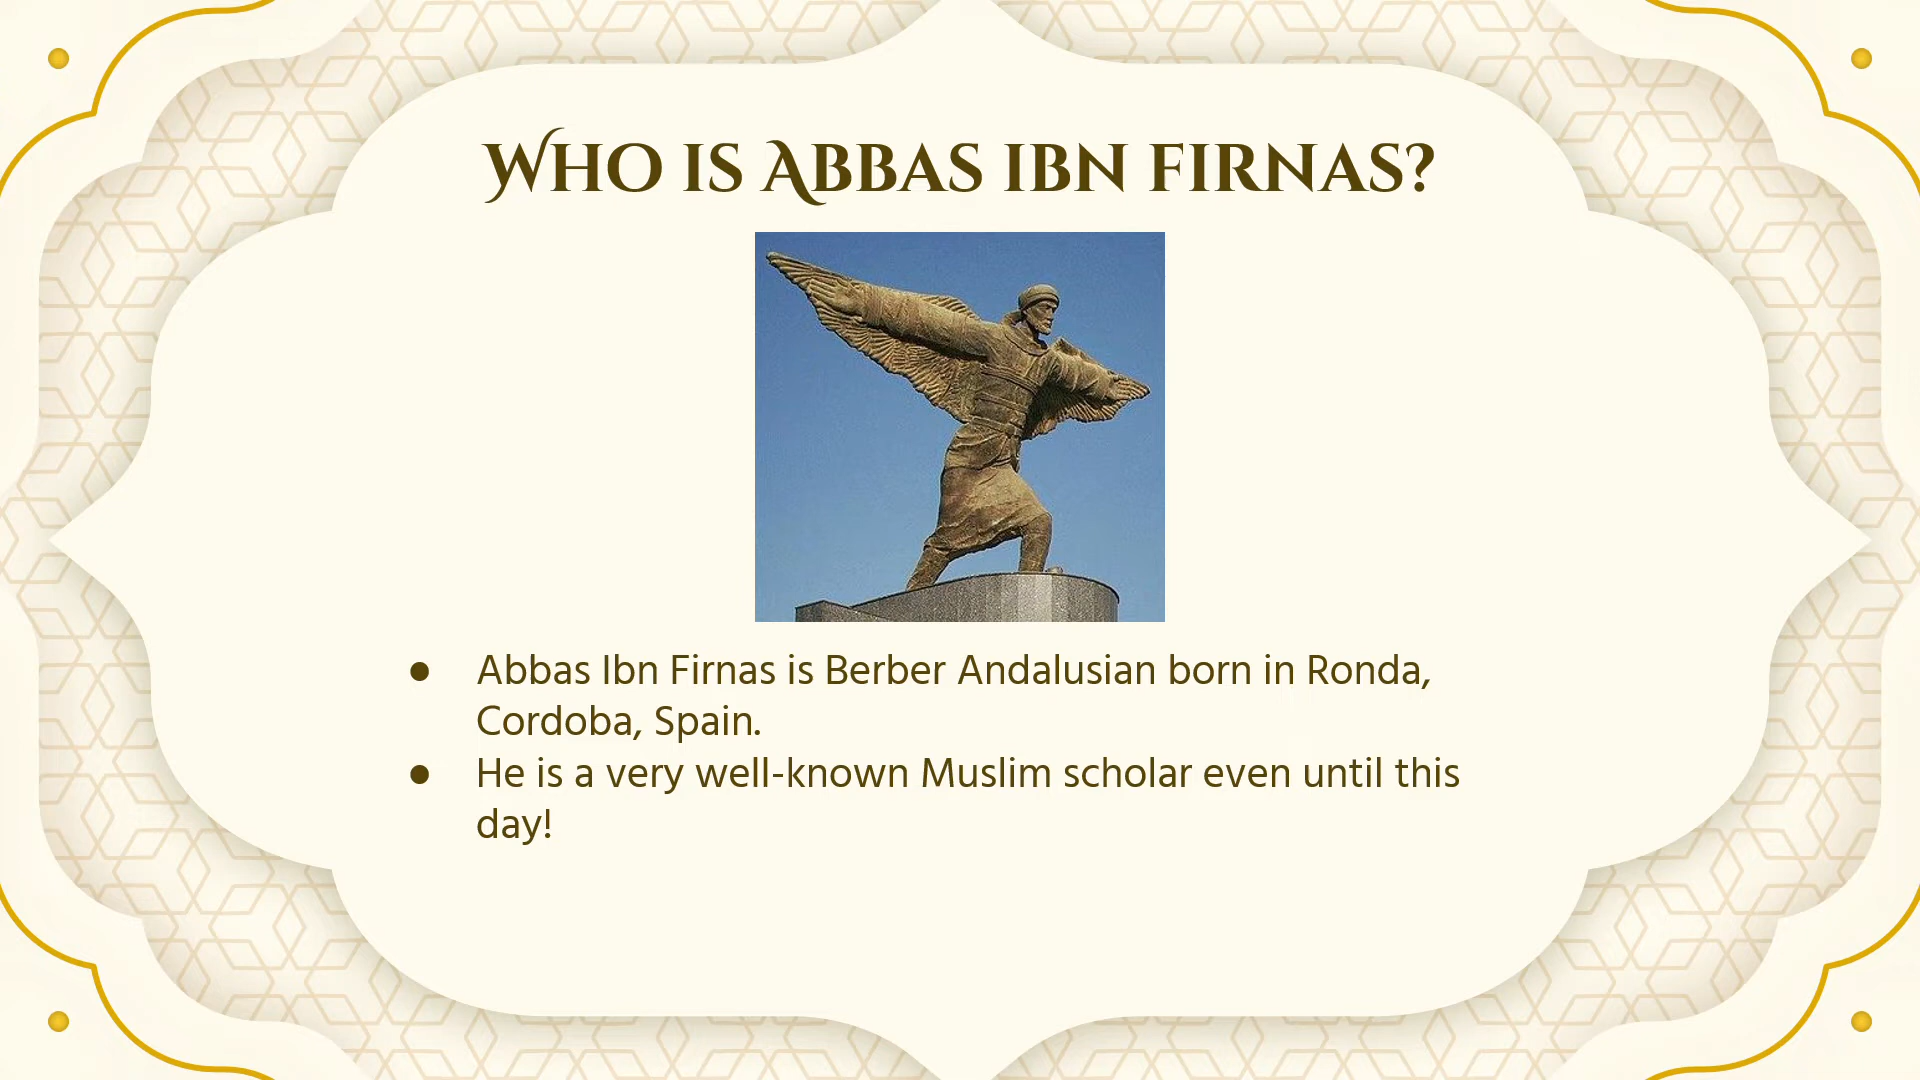 Who is Abbas ibn Firnas?
● Abbas Ibn Firnas is Berber Andalusian born in Ronda,
Cordoba, Spain.
● He is a very well-known Muslim scholar even until this
day!